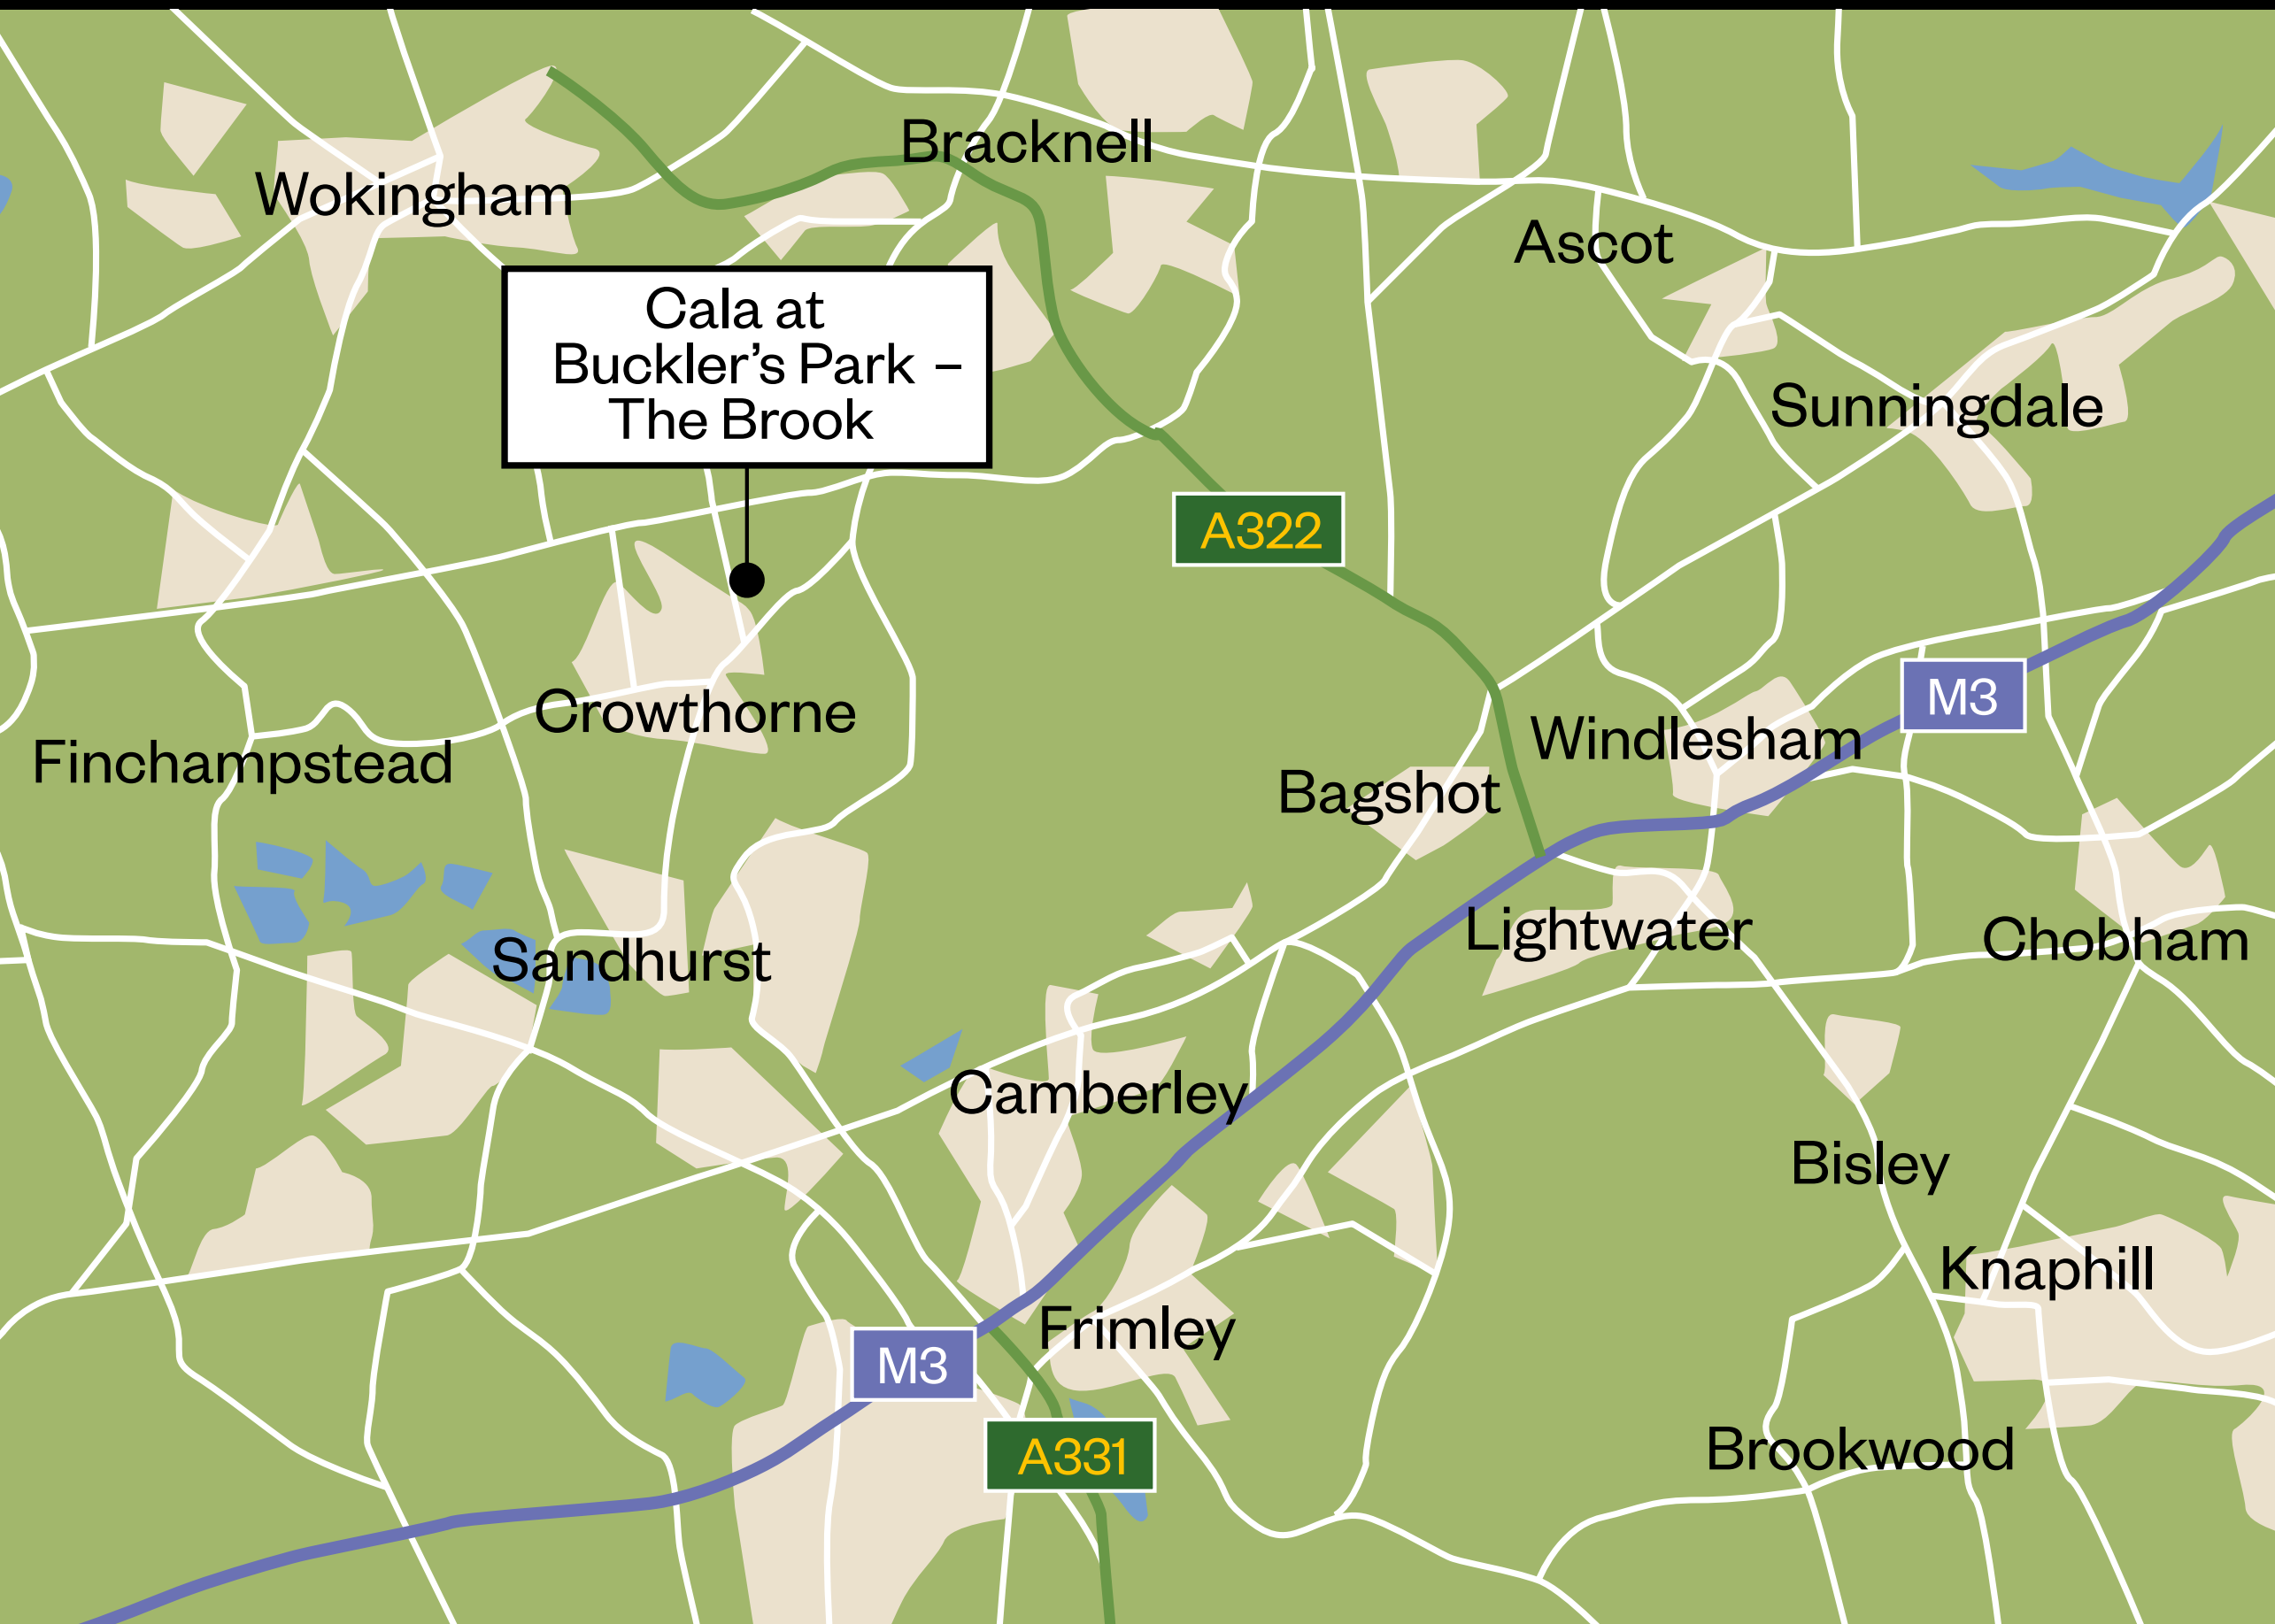 Bracknell
Wokingham
Ascot
Cala at
Buckler's Park –
The Brook
Sunningdale
A322
M3
Crowthorne
Windlesham
Finchampstead
Bagshot
Lightwater
Chobham
Sandhurst
Camberley
Bisley
Knaphill
Frimley
M3
Brookwood
A331